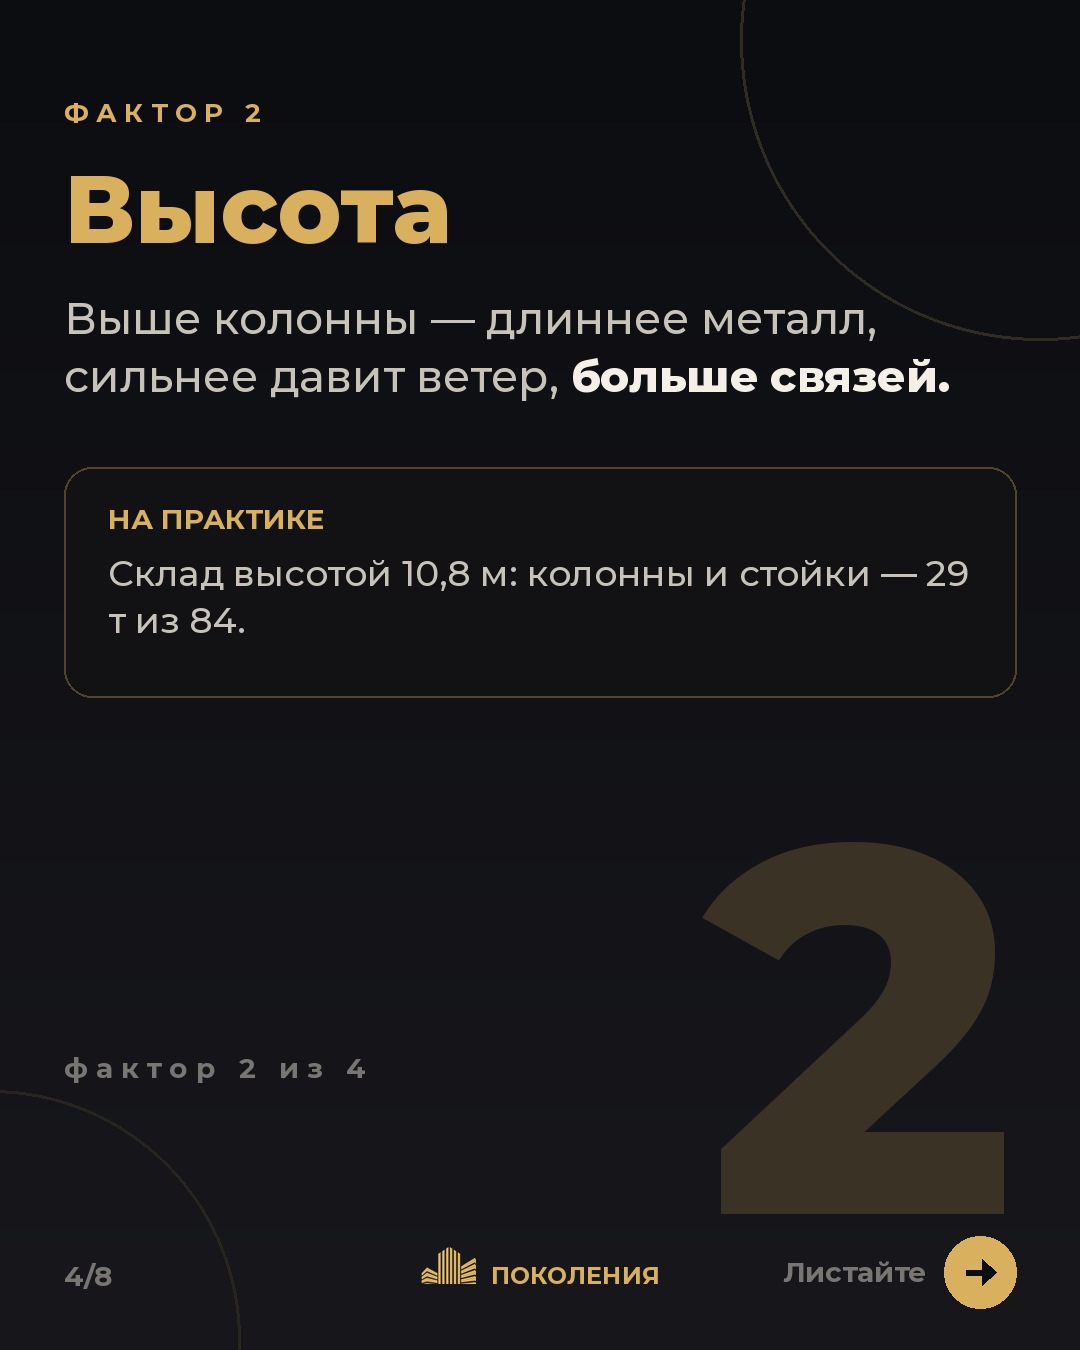 ФАКТОР 2
Высота
Выше колонны — длиннее металл,
сильнее давит ветер, больше связей.
НА ПРАКТИКЕ
Склад высотой 10,8 м: колонны и стойки — 29
т из 84.
2
фактор 2 из 4
4/8
ПОКОЛЕНИЯ
Листайте